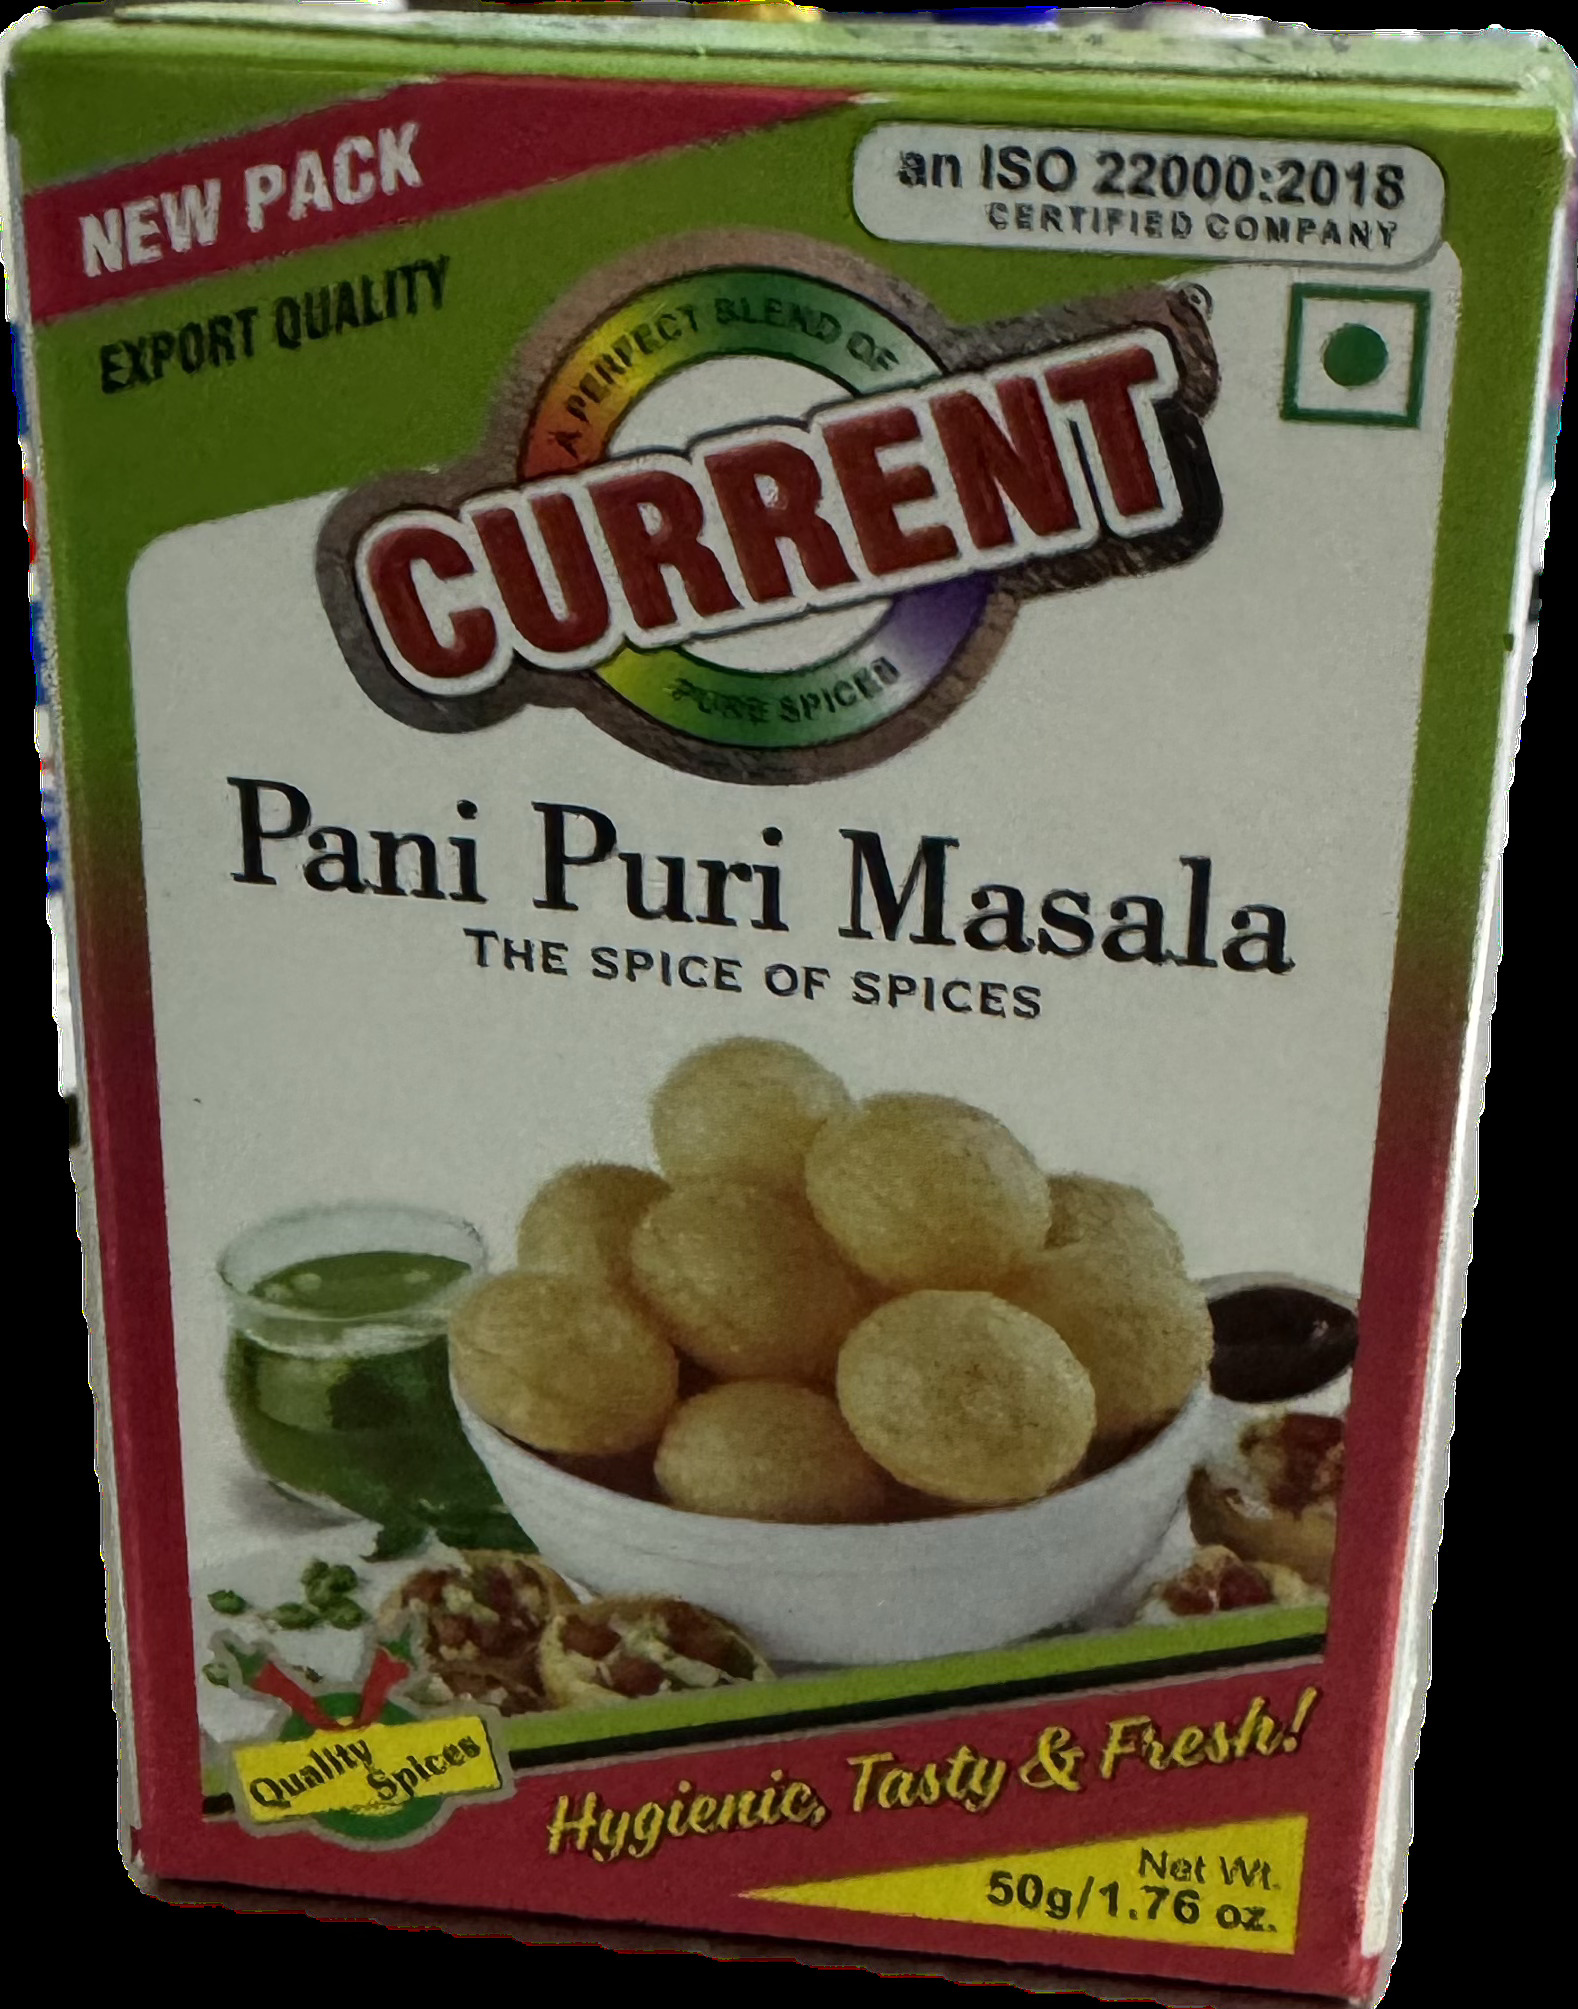 NEW PACK
an ISO 22000:2018
CERTIFIED COMPANY
EXPORT QUALITY
A PERFECT BLEND OF
CURRENT
®
PURE SPICES
Pani Puri Masala
THE SPICE OF SPICES
Quality
Spices
Hygienic, Tasty & Fresh!
Net Wt.
50g/1.76 oz.